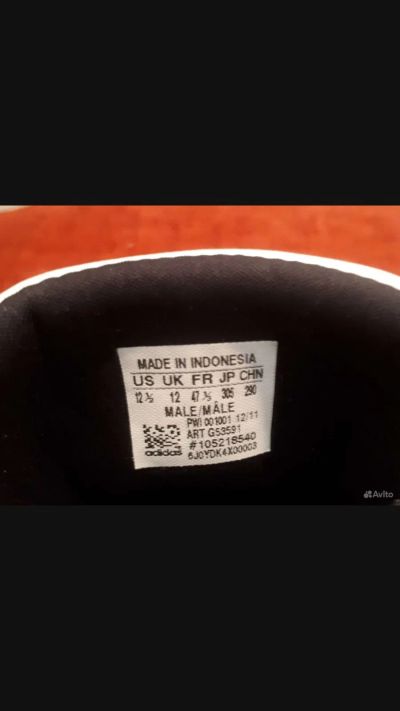 MADE IN INDONESIA
US UK FR JP CHN
12 ½ 12 47 ⅓ 305 290
MALE/MÂLE
PWI 001001 12/11
ART G53591
#105218540
6J0YDK4X00003
adidas
Avito